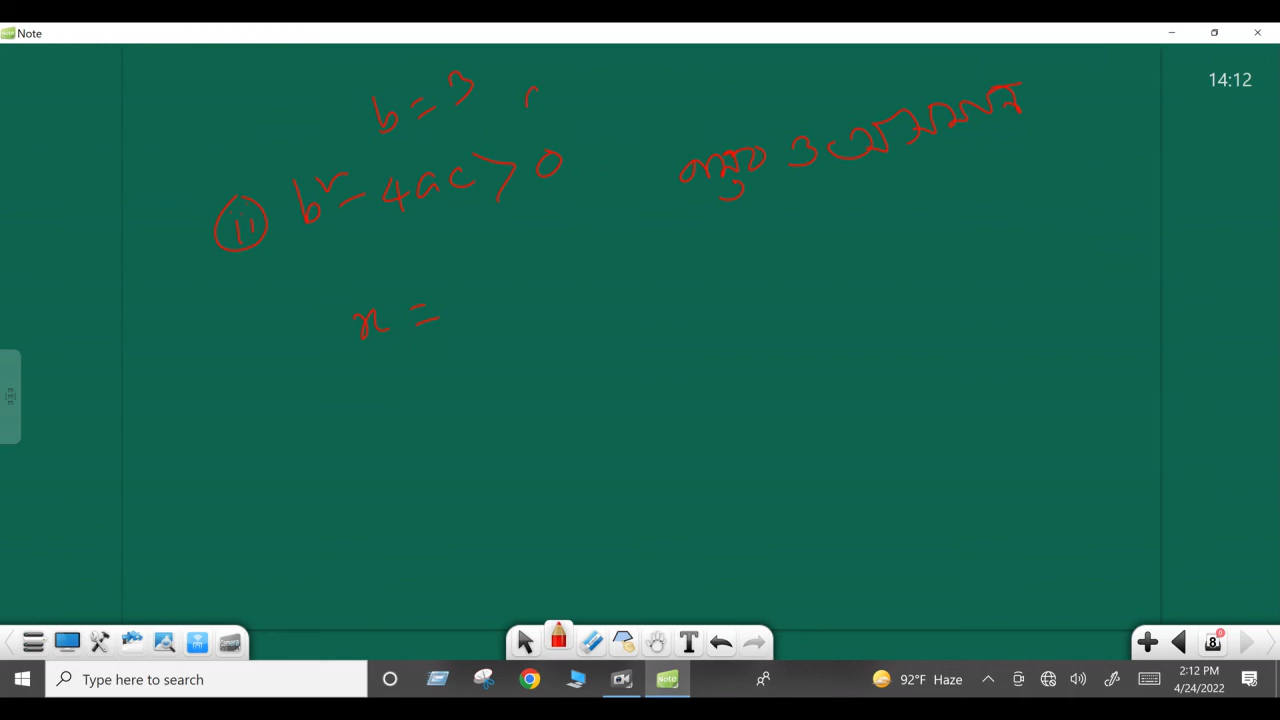 Note
14:12
b = 3
ii b² - 4ac > 0
x =
8
Type here to search
92°F Haze
2:12 PM
4/24/2022